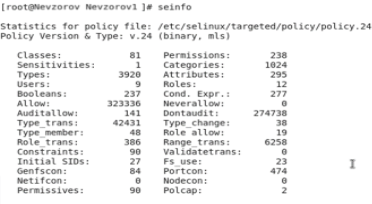 [root@Nevzorov Nevzorov1 ]# seinfo
Statistics for policy file: /etc/selinux/targeted/policy/policy.24
Policy Version & Type: v.24 (binary, mls)
Classes: 81 Permissions: 238
Sensitivities: 1 Categories: 1024
Types: 3920 Attributes: 295
Users: 9 Roles: 12
Booleans: 237 Cond. Expr.: 277
Allow: 323336 Neverallow: 0
Auditallow: 141 Dontaudit: 274738
Type_trans: 42431 Type_change: 38
Type_member: 48 Role allow: 19
Role_trans: 386 Range_trans: 6258
Constraints: 90 Validatetrans: 0
Initial SIDs: 27 Fs_use: 23
Genfscon: 84 Portcon: 474
Netifcon: 0 Nodecon: 0
Permissives: 90 Polcap: 2